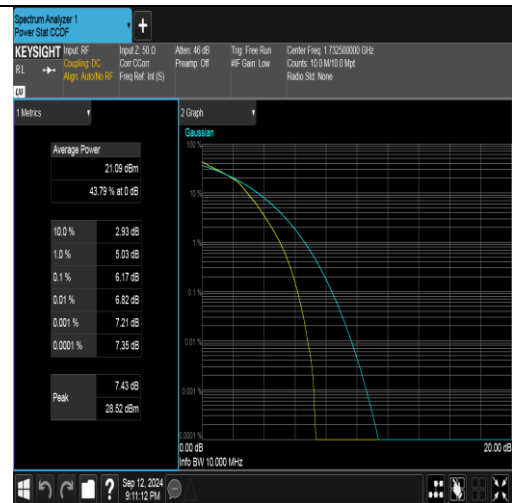 Spectrum Analyzer 1
Power Stat CCDF
+
KEYSIGHT Input: RF Input Z: 50 Ω Atten: 46 dB Trig: Free Run Center Freq: 1.732500000 GHz
RL Coupling: DC Corr CCorr Preamp: Off #IF Gain: Low Counts: 10.0 M/10.0 Mpt
Align: Auto/No RF Freq Ref: Int (S) Radio Std: None
LXI
1 Metrics
Average Power
21.09 dBm
43.79 % at 0 dB
10.0 % 2.93 dB
1.0 % 5.03 dB
0.1 % 6.17 dB
0.01 % 6.82 dB
0.001 % 7.21 dB
0.0001 % 7.35 dB
Peak 7.43 dB
28.52 dBm
2 Graph
Gaussian
100 %
10 %
1 %
0.1 %
0.01 %
0.001 %
0.0001 %
0.00 dB 20.00 dB
Info BW 10.000 MHz
? Sep 12, 2024
9:11:12 PM